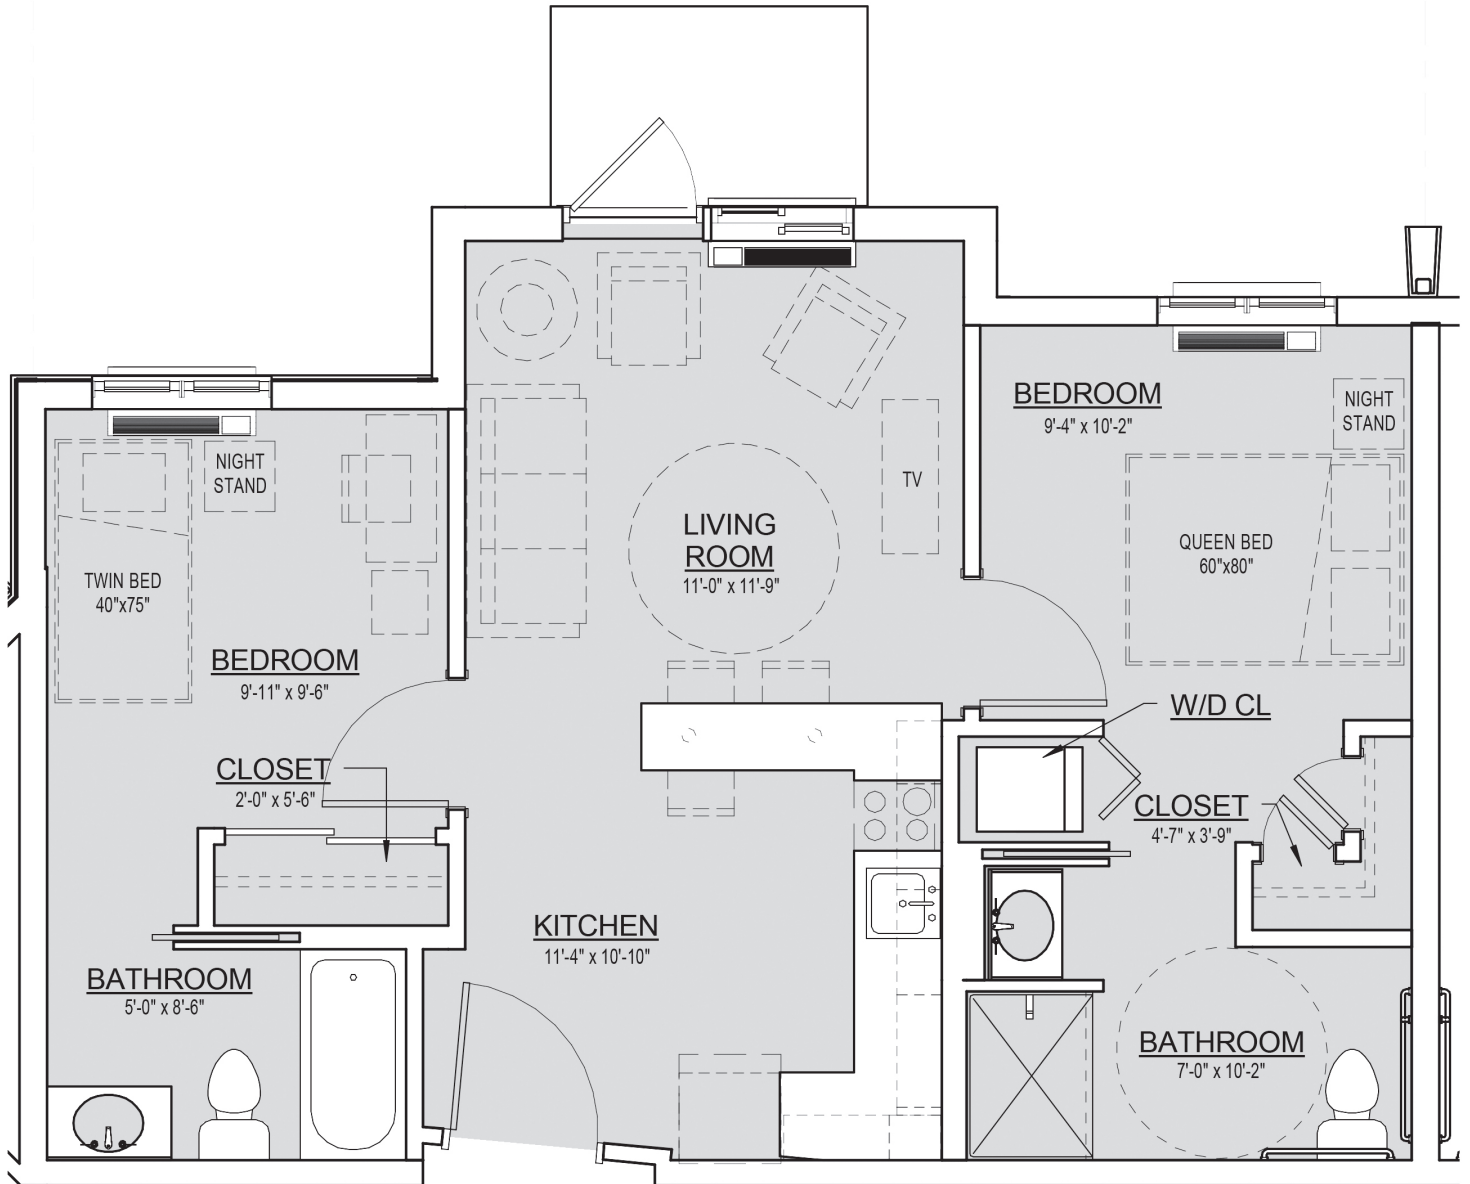 BEDROOM
9'-4" x 10'-2"
NIGHT
STAND
NIGHT
STAND
TV
LIVING
ROOM
11'-0" x 11'-9"
QUEEN BED
60"x80"
TWIN BED
40"x75"
BEDROOM
9'-11" x 9'-6"
W/D CL
CLOSET
2'-0" x 5'-6"
CLOSET
4'-7" x 3'-9"
KITCHEN
11'-4" x 10'-10"
BATHROOM
5'-0" x 8'-6"
BATHROOM
7'-0" x 10'-2"